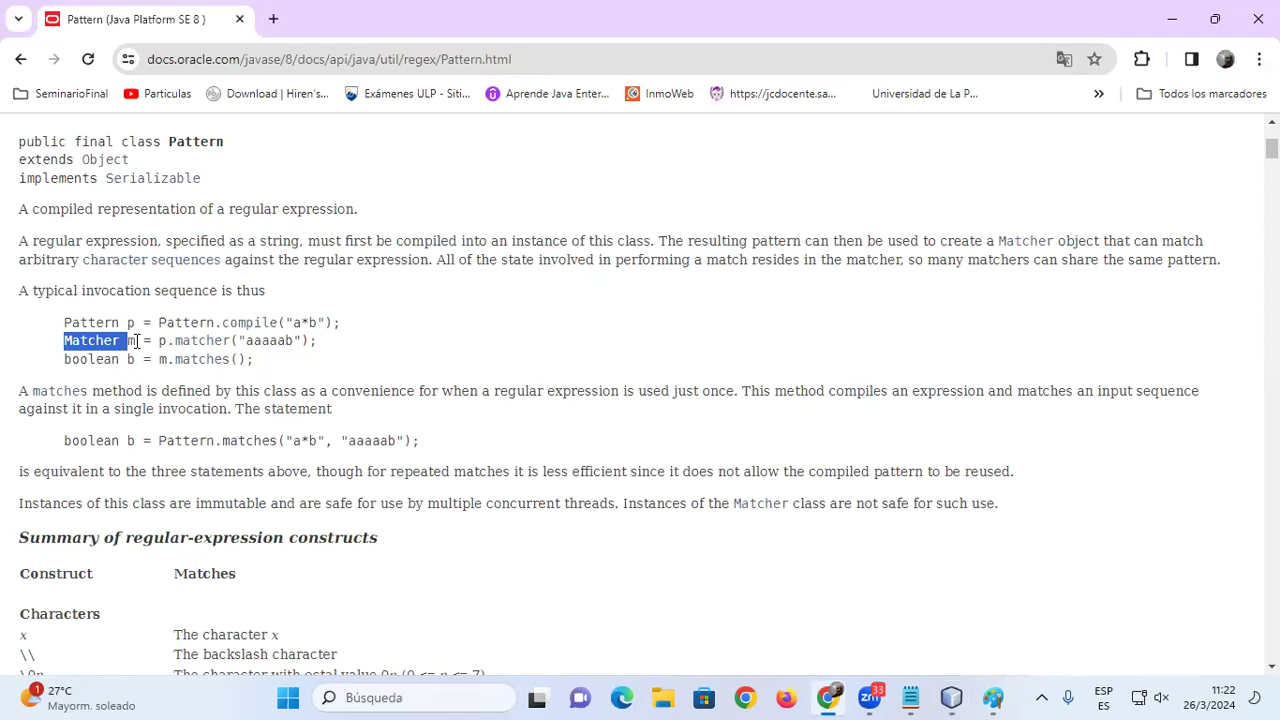 Pattern (Java Platform SE 8 )
docs.oracle.com/javase/8/docs/api/java/util/regex/Pattern.html
SeminarioFinal
Particulas
Download | Hiren's...
Exámenes ULP - Siti...
Aprende Java Enter...
InmoWeb
https://jcdocente.sa...
Universidad de La P...
»
Todos los marcadores
public final class Pattern
extends Object
implements Serializable
A compiled representation of a regular expression.
A regular expression, specified as a string, must first be compiled into an instance of this class. The resulting pattern can then be used to create a Matcher object that can match
arbitrary character sequences against the regular expression. All of the state involved in performing a match resides in the matcher, so many matchers can share the same pattern.
A typical invocation sequence is thus
Pattern p = Pattern.compile("a*b");
Matcher m = p.matcher("aaaaab");
boolean b = m.matches();
A matches method is defined by this class as a convenience for when a regular expression is used just once. This method compiles an expression and matches an input sequence
against it in a single invocation. The statement
boolean b = Pattern.matches("a*b", "aaaaab");
is equivalent to the three statements above, though for repeated matches it is less efficient since it does not allow the compiled pattern to be reused.
Instances of this class are immutable and are safe for use by multiple concurrent threads. Instances of the Matcher class are not safe for such use.
Summary of regular-expression constructs
Construct Matches
Characters
x The character x
\\ The backslash character
\0n The character with octal value 0n (0 <= n <= 7)
1
27°C
Mayorm. soleado
Búsqueda
zm
33
ESP
ES
11:22
26/3/2024